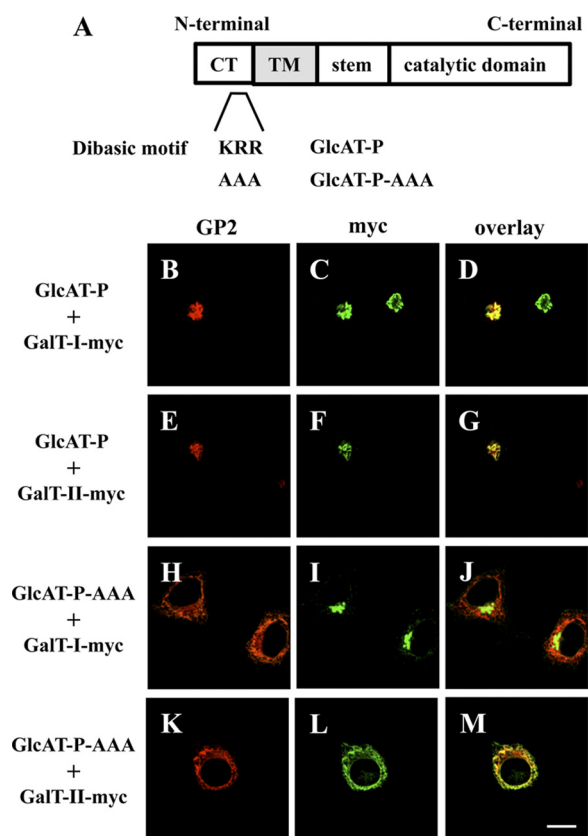 A
N-terminal C-terminal
CT TM stem catalytic domain
Dibasic motif KRR GlcAT-P
AAA GlcAT-P-AAA
GP2 myc overlay
GlcAT-P
+
GalT-I-myc
B C D
GlcAT-P
+
GalT-II-myc
E F G
GlcAT-P-AAA
+
GalT-I-myc
H I J
GlcAT-P-AAA
+
GalT-II-myc
K L M